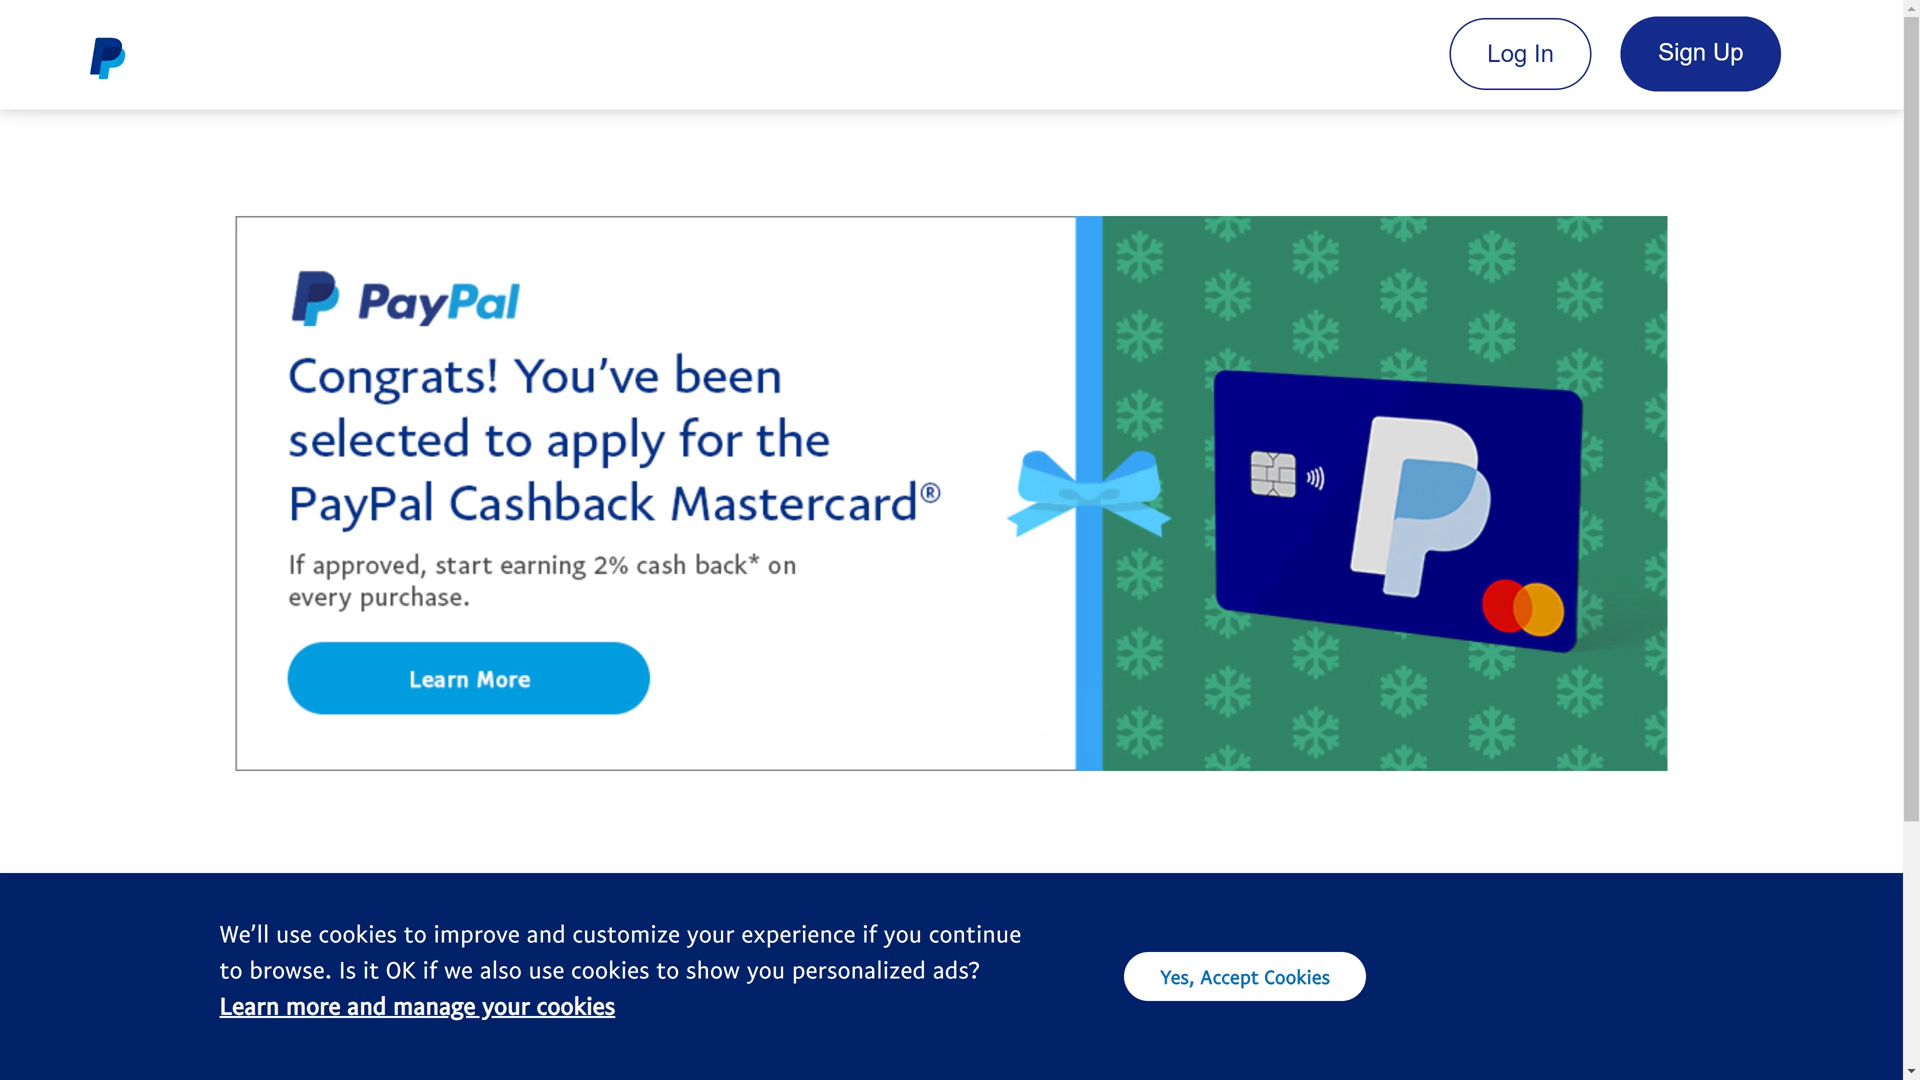 Log In
Sign Up
PayPal
Congrats! You’ve been
selected to apply for the
PayPal Cashback Mastercard®
If approved, start earning 2% cash back* on
every purchase.
Learn More
We’ll use cookies to improve and customize your experience if you continue
to browse. Is it OK if we also use cookies to show you personalized ads?
Learn more and manage your cookies
Yes, Accept Cookies